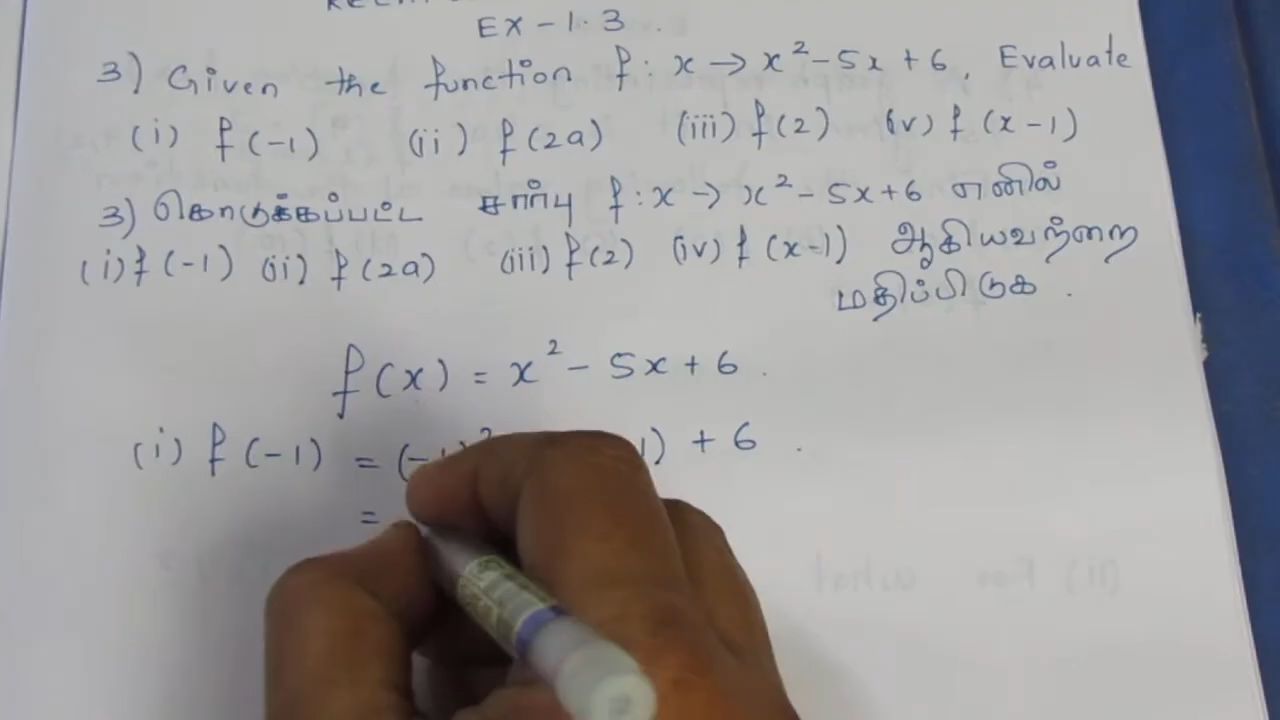 EX - 1.3.
3) Given the function f: x → x² - 5x + 6, Evaluate
(i) f(-1) (ii) f(2a) (iii) f(2) (iv) f(x-1)
3) கொடுக்கப்பட்ட சார்பு f: x → x² - 5x + 6 எனில்
(i) f(-1) (ii) f(2a) (iii) f(2) (iv) f(x-1) ஆகியவற்றை
மதிப்பிடுக.
f(x) = x² - 5x + 6.
(i) f(-1) = (-1)² 1) + 6.
=